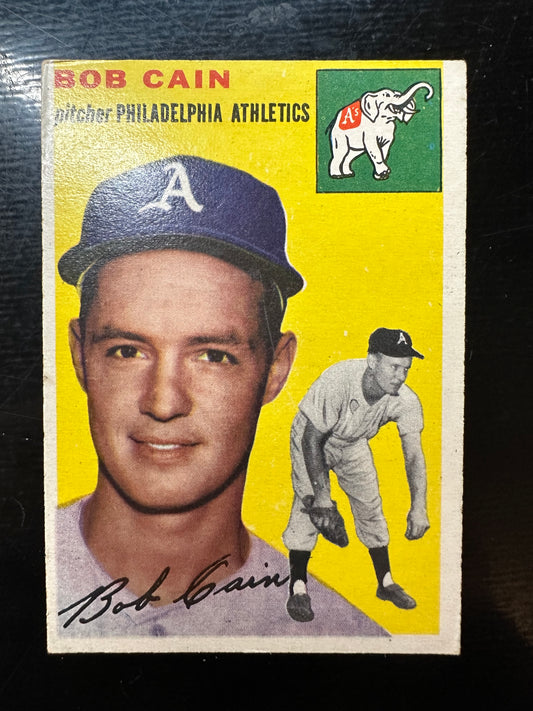 BOB CAIN
pitcher PHILADELPHIA ATHLETICS
A's
A
A
Bob Cain